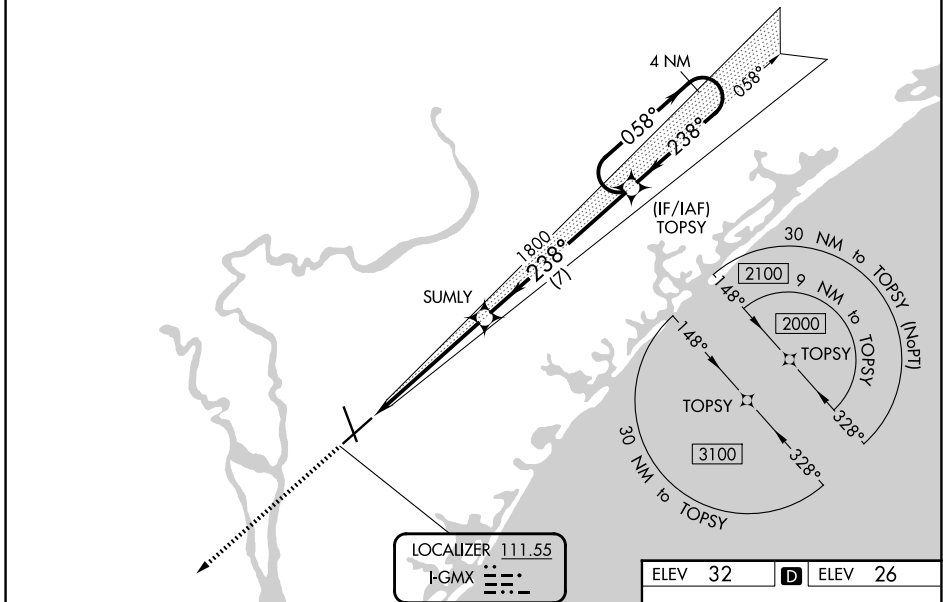 4 NM
058°
058°
238°
(IF/IAF)
TOPSY
1800
238°
(7)
SUMLY
30 NM to TOPSY (NoPT)
2100
148°
9 NM to TOPSY
2000
TOPSY
328°
148°
TOPSY
3100
328°
30 NM to TOPSY
LOCALIZER 111.55
I-GMX
ELEV 32
D ELEV 26